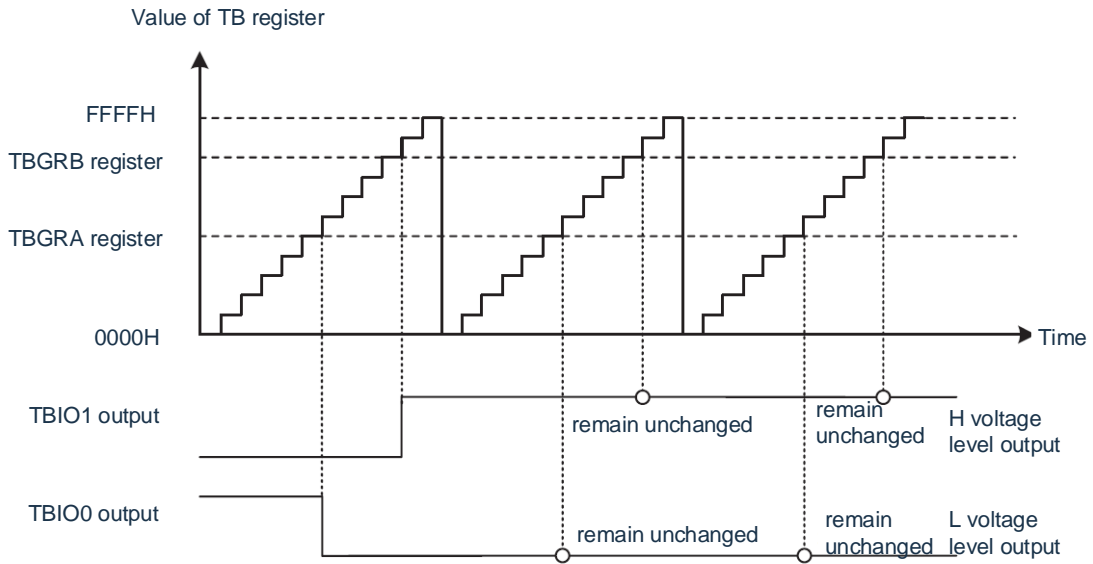 Value of TB register
FFFFH
TBGRB register
TBGRA register
0000H
Time
TBIO1 output
remain unchanged
remain
unchanged
H voltage
level output
TBIO0 output
remain unchanged
remain
unchanged
L voltage
level output